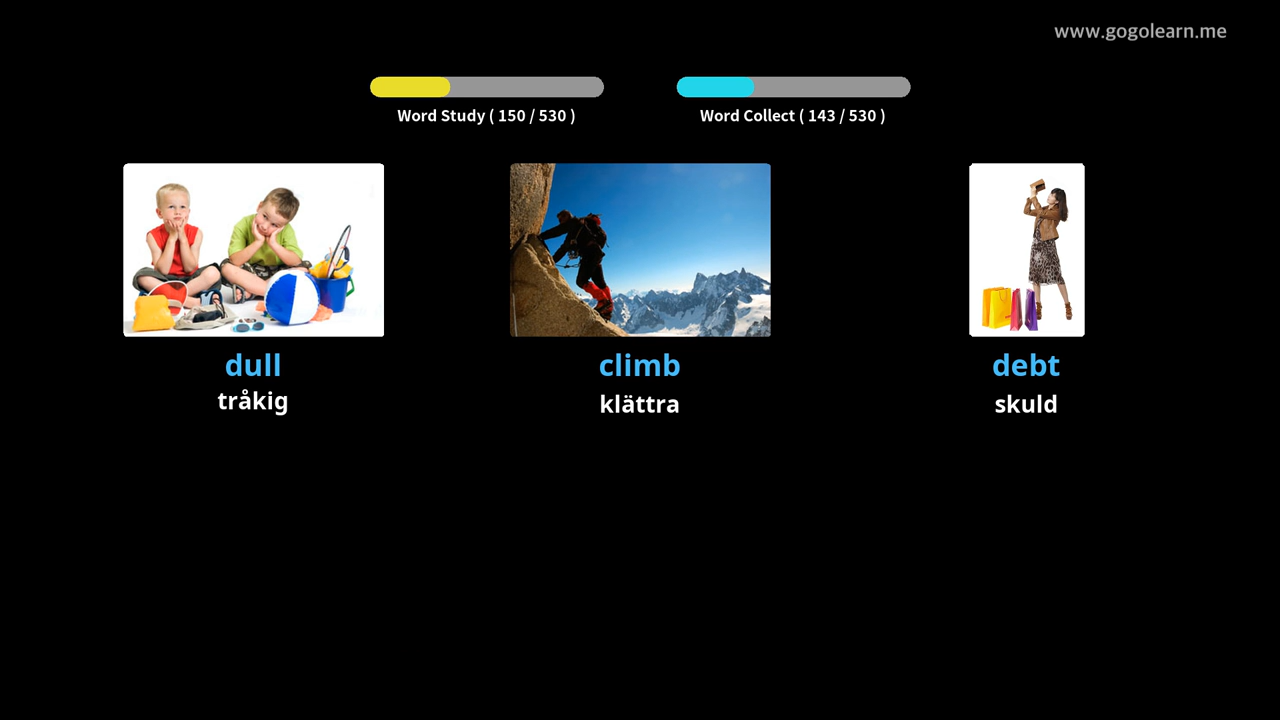 www.gogolearn.me
Word Study ( 150 / 530 )
Word Collect ( 143 / 530 )
dull
tråkig
climb
klättra
debt
skuld